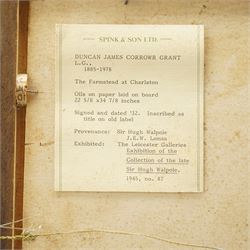 SPINK & SON LTD.
DUNCAN JAMES CORROWR GRANT
L.G.,
1885-1978
The Farmstead at Charleston
Oils on paper laid on board
22 5/8 x34 7/8 inches
Signed and dated '32. Inscribed as
title on old label
Provenance: Sir Hugh Walpole
J.E.W. Lomas
Exhibited: The Leicester Galleries
Exhibition of the
Collection of the late
Sir Hugh Walpole,
1945, no. 87